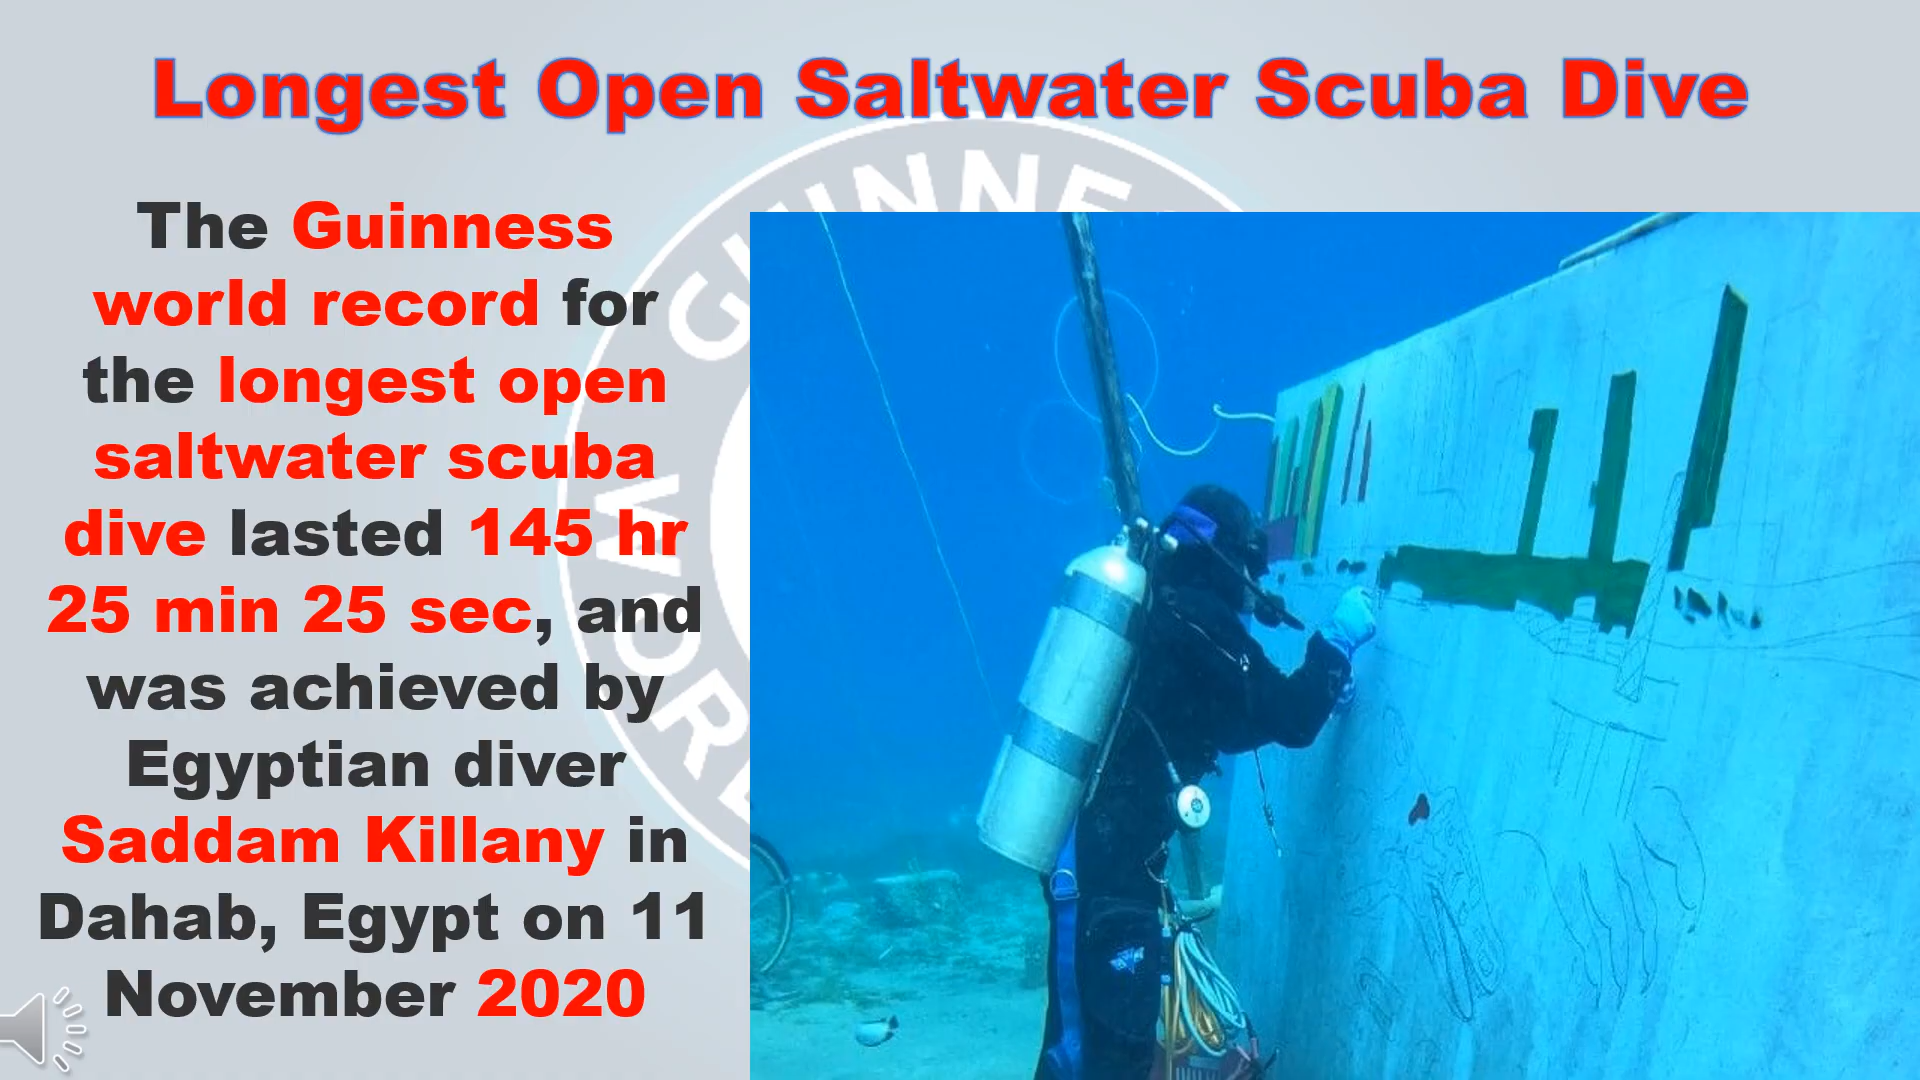 Longest Open Saltwater Scuba Dive
The Guinness
world record for
the longest open
saltwater scuba
dive lasted 145 hr
25 min 25 sec, and
was achieved by
Egyptian diver
Saddam Killany in
Dahab, Egypt on 11
November 2020
GUINNE
WOR